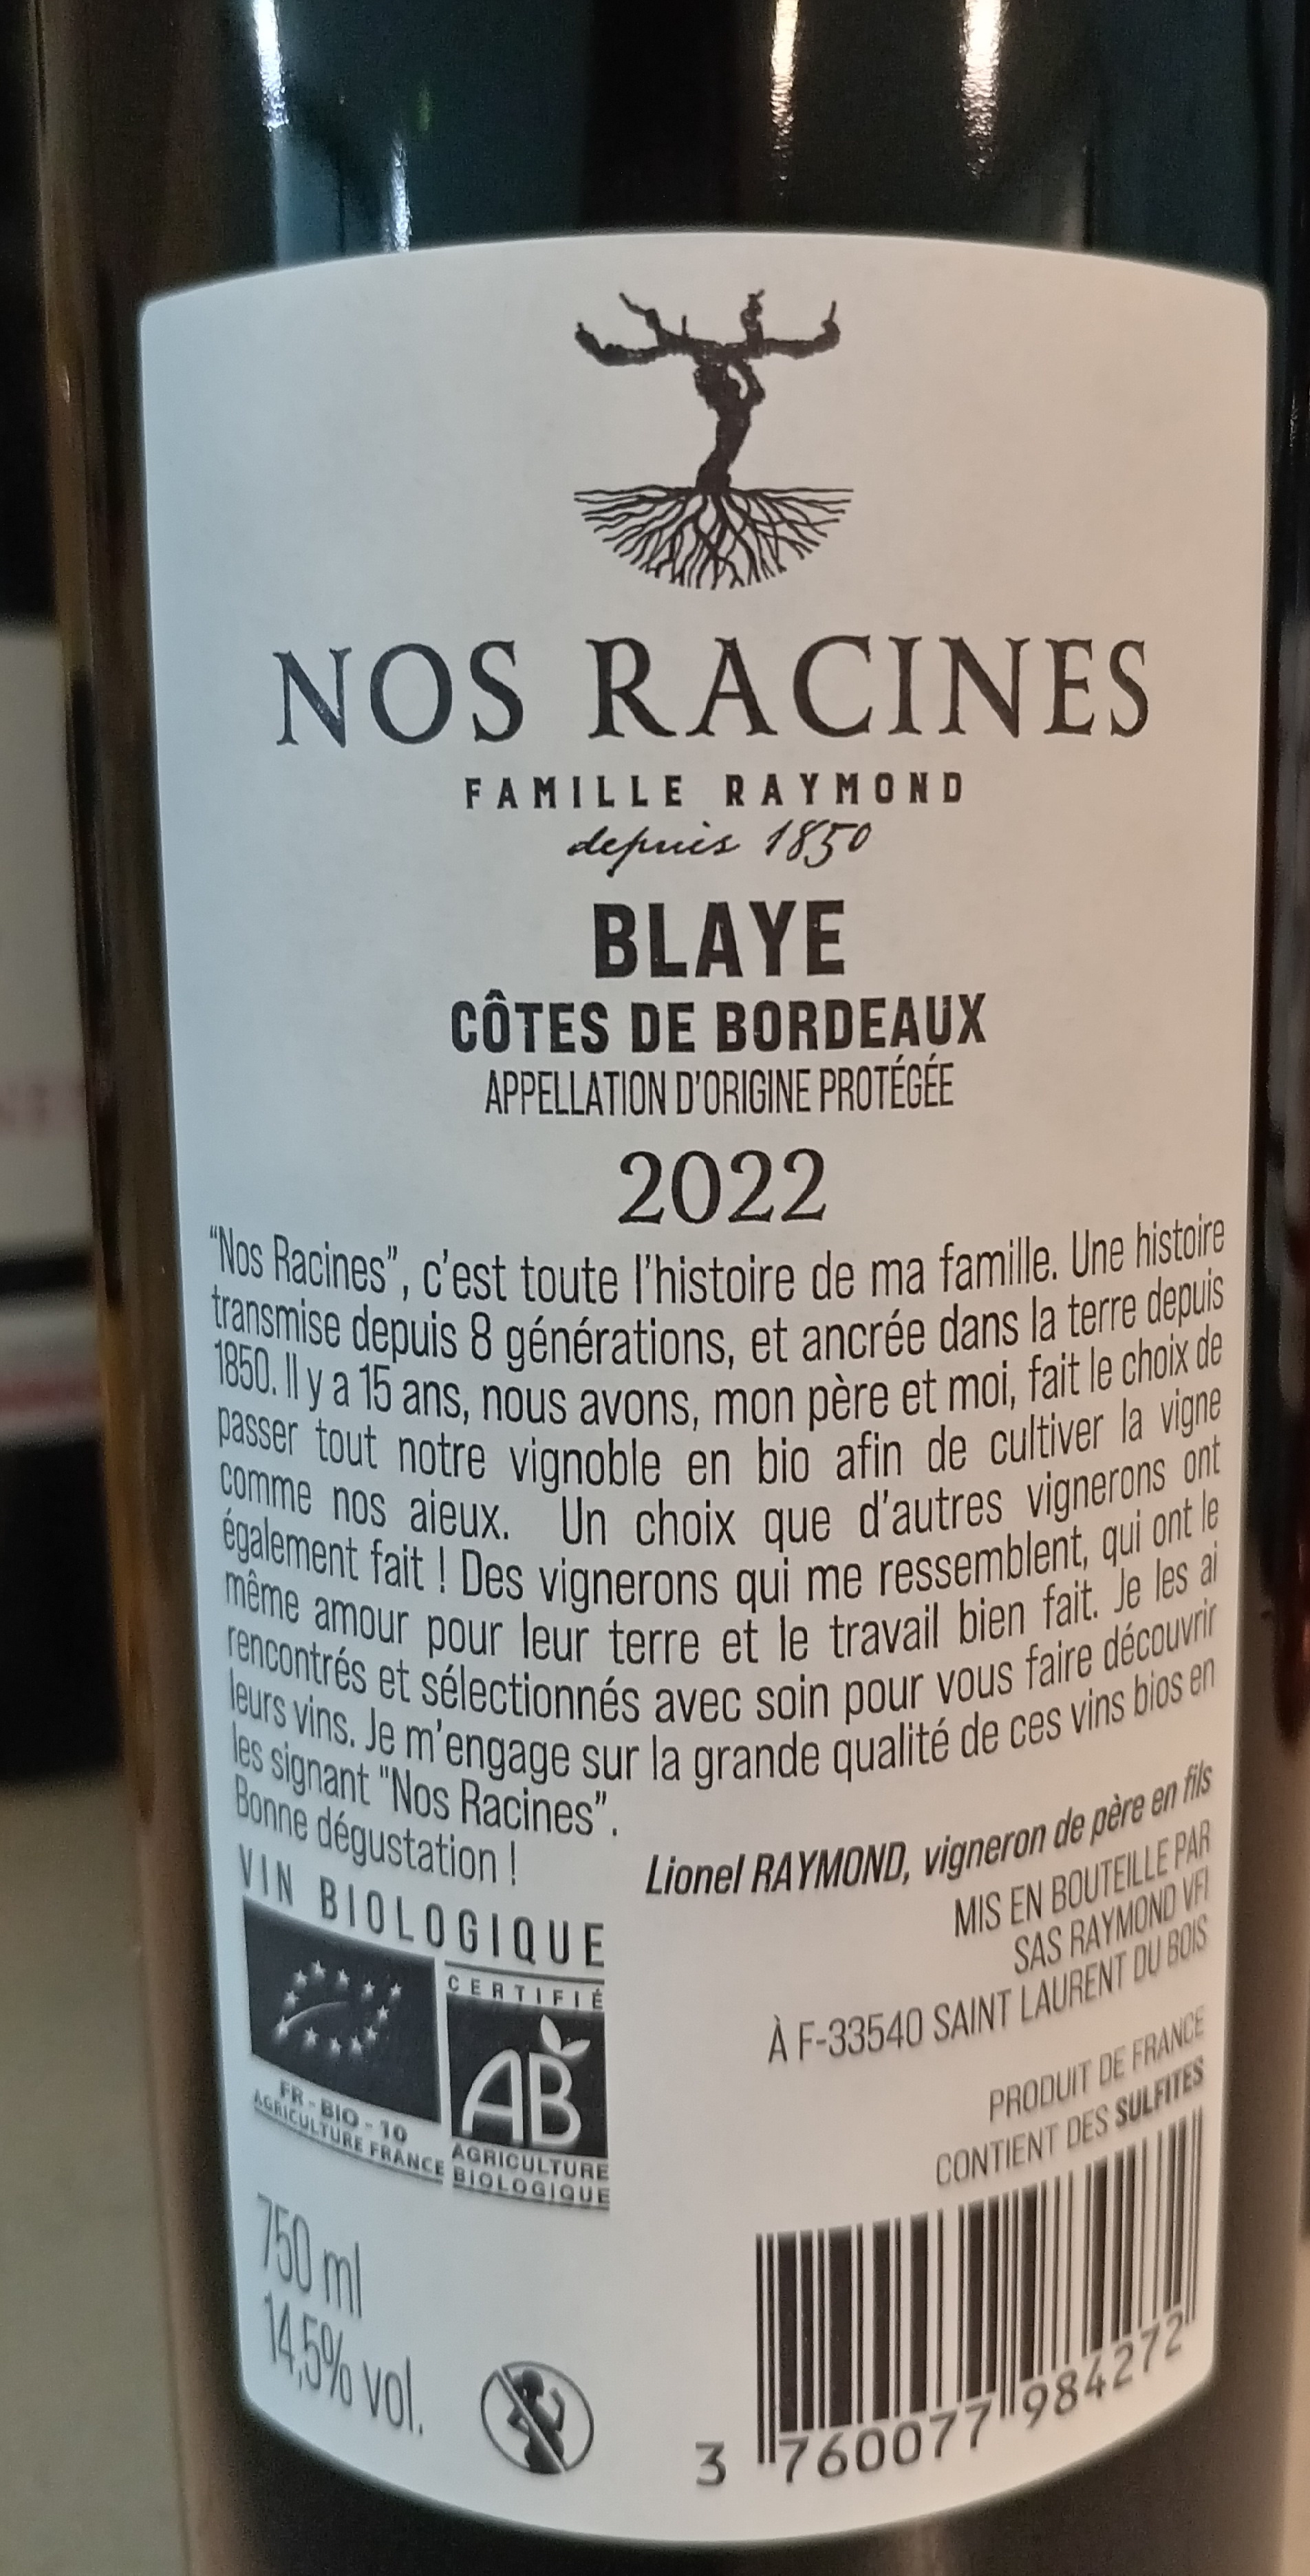 NOS RACINES
FAMILLE RAYMOND
depuis 1850
BLAYE
CÔTES DE BORDEAUX
APPELLATION D'ORIGINE PROTÉGÉE
2022
"Nos Racines", c'est toute l'histoire de ma famille. Une histoire
transmise depuis 8 générations, et ancrée dans la terre depuis
1850. Il y a 15 ans, nous avons, mon père et moi, fait le choix de
passer tout notre vignoble en bio afin de cultiver la vigne
comme nos aieux. Un choix que d'autres vignerons ont
également fait ! Des vignerons qui me ressemblent, qui ont le
même amour pour leur terre et le travail bien fait. Je les ai
rencontrés et sélectionnés avec soin pour vous faire découvrir
leurs vins. Je m'engage sur la grande qualité de ces vins bios en
les signant "Nos Racines".
Bonne dégustation !
Lionel RAYMOND, vigneron de père en fils
VIN BIOLOGIQUE
CERTIFIÉ
AB
FR-BIO-10
AGRICULTURE FRANCE
AGRICULTURE
BIOLOGIQUE
MIS EN BOUTEILLE PAR
SAS RAYMOND VFI
À F-33540 SAINT LAURENT DU BOIS
PRODUIT DE FRANCE
CONTIENT DES SULFITES
750 ml
14,5% vol.
3 760077 984272